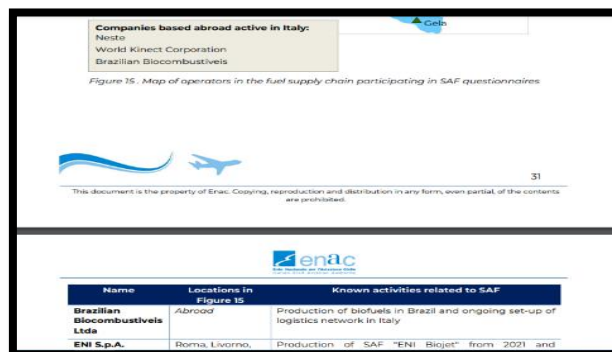 Gela
Companies based abroad active in Italy:
Neste
World Kinect Corporation
Brazilian Biocombustiveis
Figure 15 . Map of operators in the fuel supply chain participating in SAF questionnaires
31
This document is the property of Enac. Copying, reproduction and distribution in any form, even partial, of the contents
are prohibited.
enac
Name Locations in Figure 15 Known activities related to SAF
Brazilian Abroad Production of biofuels in Brazil and ongoing set-up of
Biocombustiveis logistics network in Italy
Ltda
ENI S.p.A. Roma, Livorno, Production of SAF "ENI Biojet" from 2021 and